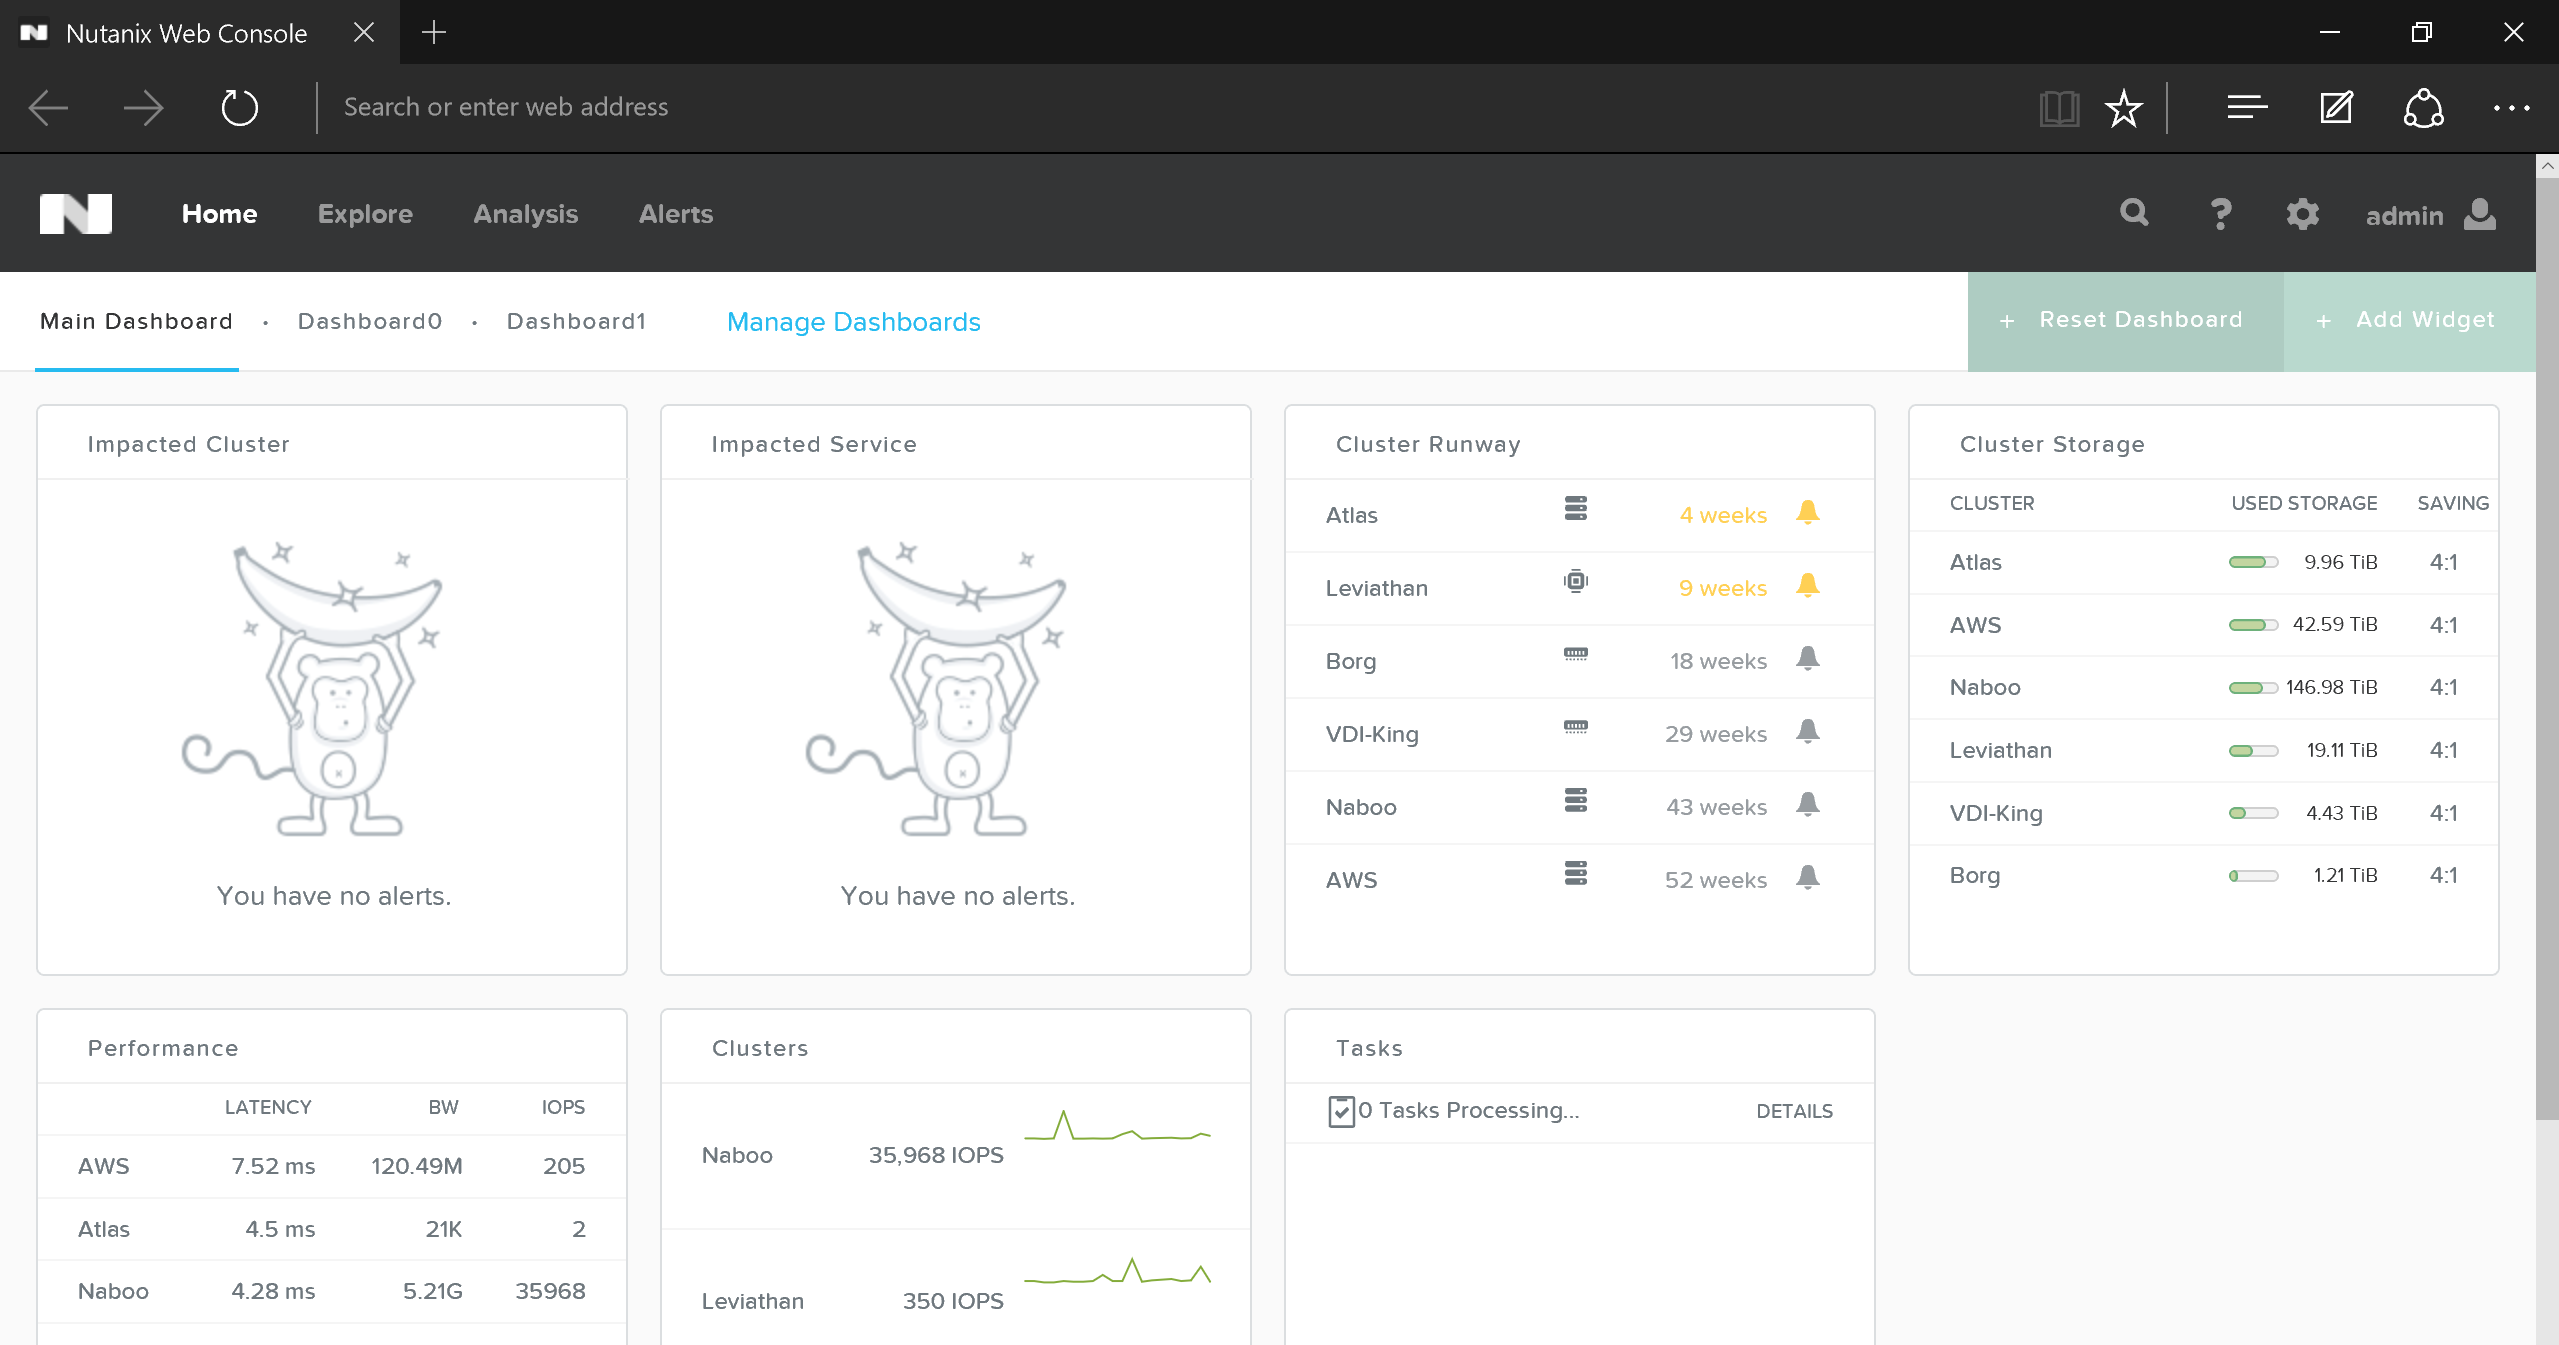 Nutanix Web Console
Search or enter web address
Home Explore Analysis Alerts
admin
Main Dashboard • Dashboard0 • Dashboard1 Manage Dashboards
+ Reset Dashboard + Add Widget
Impacted Cluster
You have no alerts.
Impacted Service
You have no alerts.
Cluster Runway
Atlas 4 weeks
Leviathan 9 weeks
Borg 18 weeks
VDI-King 29 weeks
Naboo 43 weeks
AWS 52 weeks
Cluster Storage
CLUSTER USED STORAGE SAVING
Atlas 9.96 TiB 4:1
AWS 42.59 TiB 4:1
Naboo 146.98 TiB 4:1
Leviathan 19.11 TiB 4:1
VDI-King 4.43 TiB 4:1
Borg 1.21 TiB 4:1
Performance
LATENCY BW IOPS
AWS 7.52 ms 120.49M 205
Atlas 4.5 ms 21K 2
Naboo 4.28 ms 5.21G 35968
Clusters
Naboo 35,968 IOPS
Leviathan 350 IOPS
Tasks
0 Tasks Processing... DETAILS